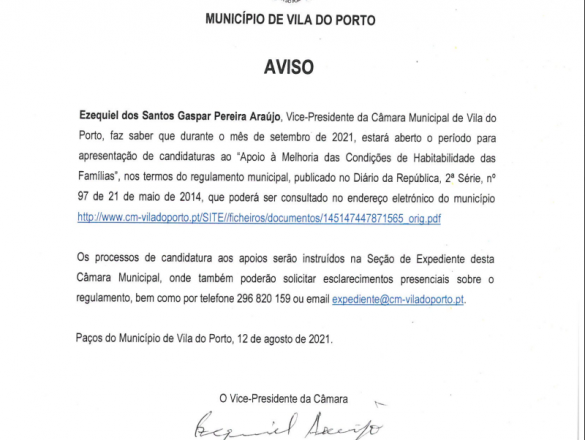 MUNICÍPIO DE VILA DO PORTO
AVISO
Ezequiel dos Santos Gaspar Pereira Araújo, Vice-Presidente da Câmara Municipal de Vila do
Porto, faz saber que durante o mês de setembro de 2021, estará aberto o período para
apresentação de candidaturas ao “Apoio à Melhoria das Condições de Habitabilidade das
Famílias”, nos termos do regulamento municipal, publicado no Diário da República, 2ª Série, nº
97 de 21 de maio de 2014, que poderá ser consultado no endereço eletrónico do município
http://www.cm-viladoporto.pt/SITE//ficheiros/documentos/145147447871565_orig.pdf
Os processos de candidatura aos apoios serão instruídos na Seção de Expediente desta
Câmara Municipal, onde também poderão solicitar esclarecimentos presenciais sobre o
regulamento, bem como por telefone 296 820 159 ou email expediente@cm-viladoporto.pt.
Paços do Município de Vila do Porto, 12 de agosto de 2021.
O Vice-Presidente da Câmara
Ezequiel Araújo